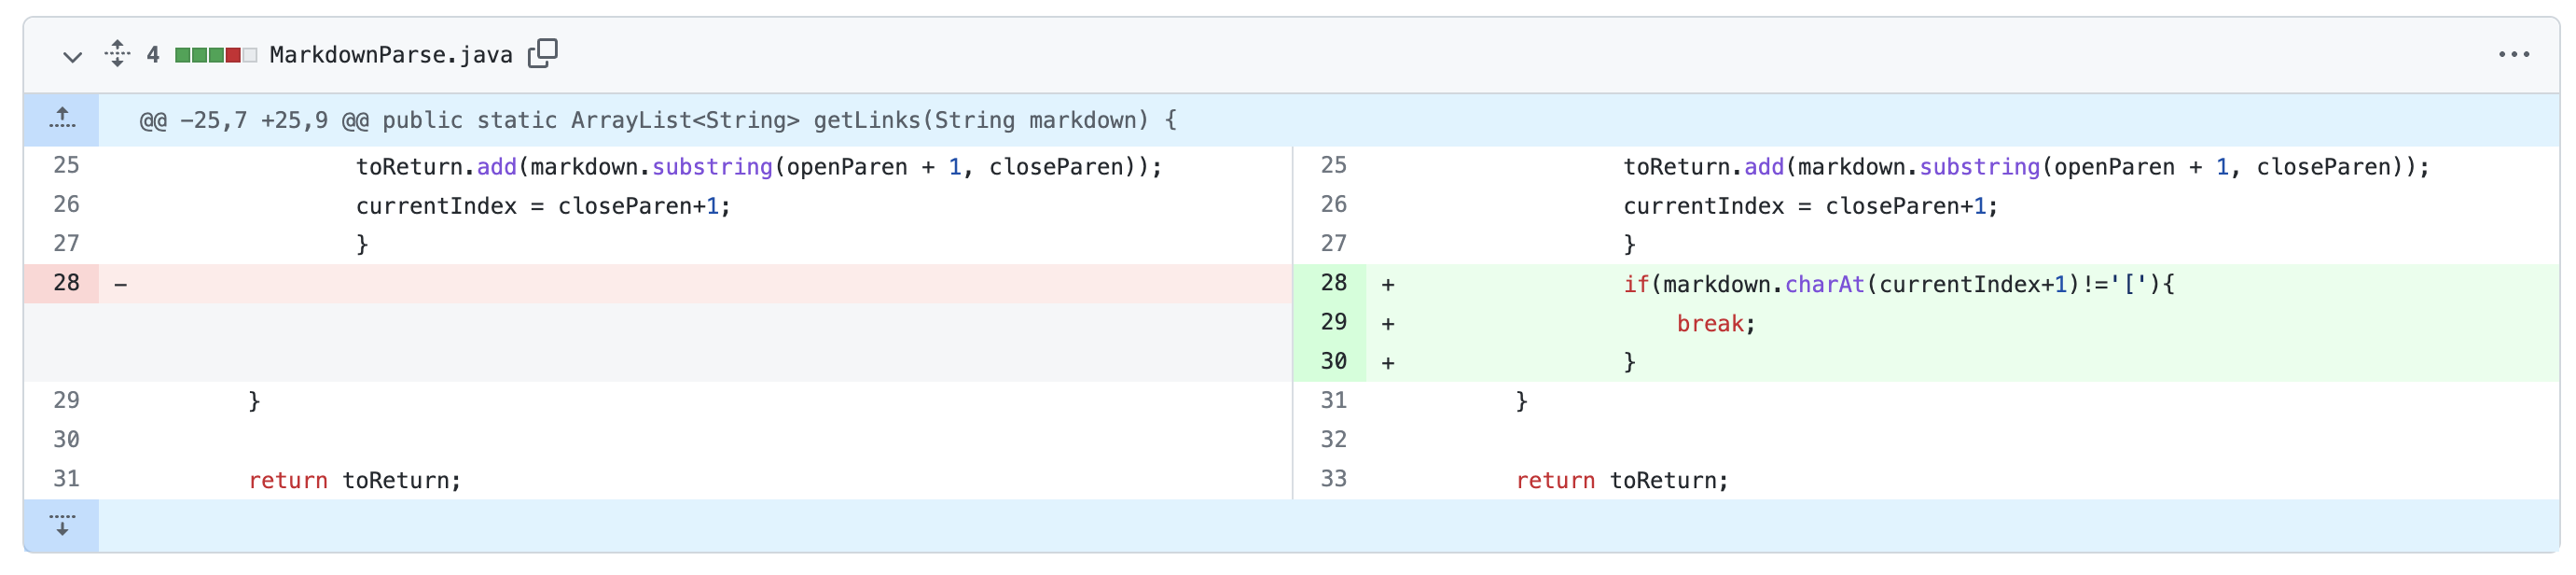 4 MarkdownParse.java
@@ -25,7 +25,9 @@ public static ArrayList<String> getLinks(String markdown) {
25 toReturn.add(markdown.substring(openParen + 1, closeParen));
26 currentIndex = closeParen+1;
27 }
28 -
29 }
30
31 return toReturn;
25 toReturn.add(markdown.substring(openParen + 1, closeParen));
26 currentIndex = closeParen+1;
27 }
28 + if(markdown.charAt(currentIndex+1)!='['){
29 + break;
30 + }
31 }
32
33 return toReturn;